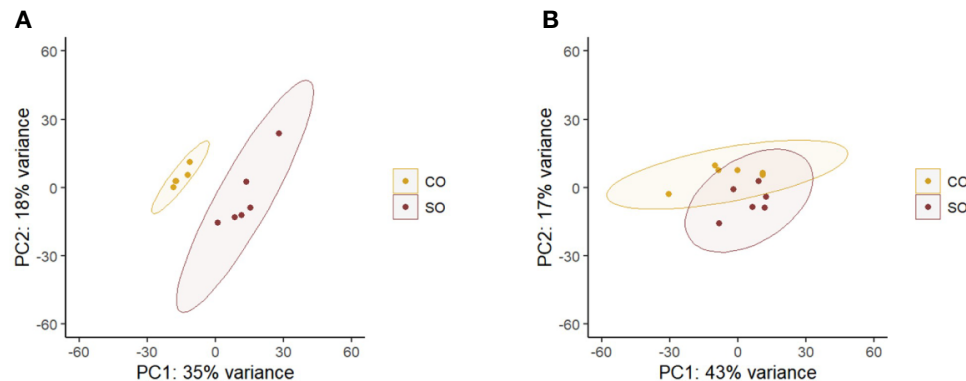 A
60
30
0
-30
-60
PC2: 18% variance
-60 -30 0 30 60
PC1: 35% variance
CO
SO
B
60
30
0
-30
-60
PC2: 17% variance
-60 -30 0 30 60
PC1: 43% variance
CO
SO